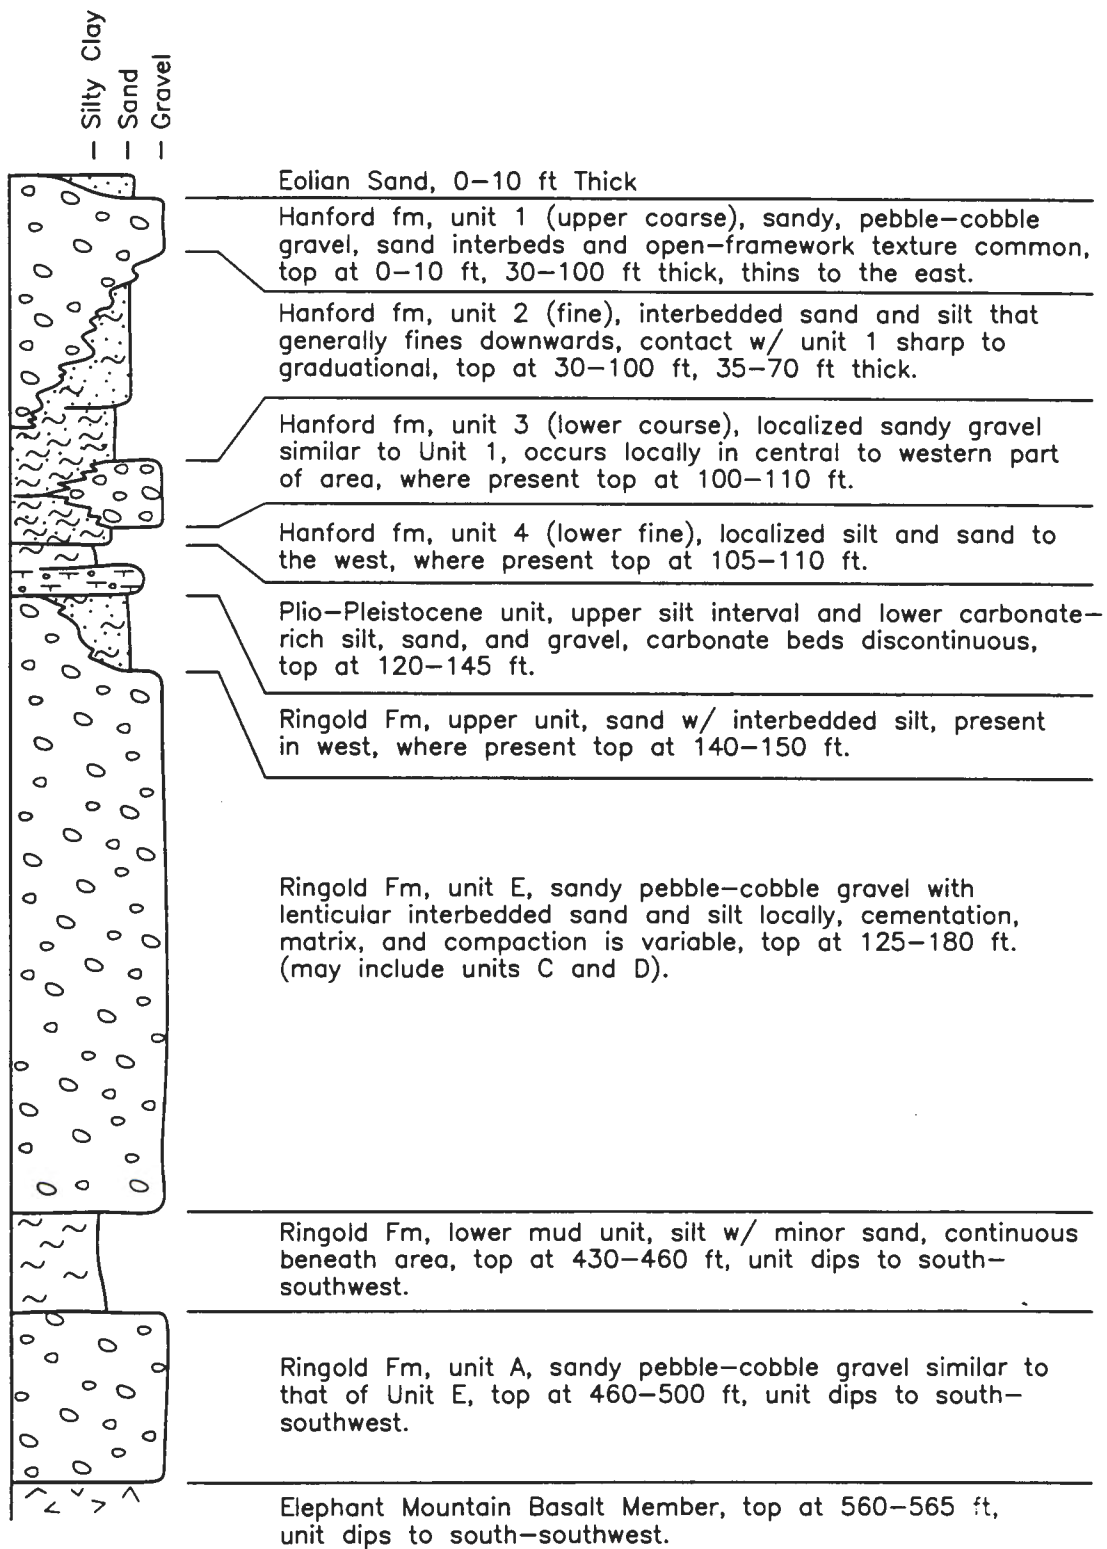 Silty Clay
Sand
Gravel
Eolian Sand, 0-10 ft Thick
Hanford fm, unit 1 (upper coarse), sandy, pebble-cobble
gravel, sand interbeds and open-framework texture common,
top at 0-10 ft, 30-100 ft thick, thins to the east.
Hanford fm, unit 2 (fine), interbedded sand and silt that
generally fines downwards, contact w/ unit 1 sharp to
graduational, top at 30-100 ft, 35-70 ft thick.
Hanford fm, unit 3 (lower course), localized sandy gravel
similar to Unit 1, occurs locally in central to western part
of area, where present top at 100-110 ft.
Hanford fm, unit 4 (lower fine), localized silt and sand to
the west, where present top at 105-110 ft.
Plio-Pleistocene unit, upper silt interval and lower carbonate-
rich silt, sand, and gravel, carbonate beds discontinuous,
top at 120-145 ft.
Ringold Fm, upper unit, sand w/ interbedded silt, present
in west, where present top at 140-150 ft.
Ringold Fm, unit E, sandy pebble-cobble gravel with
lenticular interbedded sand and silt locally, cementation,
matrix, and compaction is variable, top at 125-180 ft.
(may include units C and D).
Ringold Fm, lower mud unit, silt w/ minor sand, continuous
beneath area, top at 430-460 ft, unit dips to south-
southwest.
Ringold Fm, unit A, sandy pebble-cobble gravel similar to
that of Unit E, top at 460-500 ft, unit dips to south-
southwest.
Elephant Mountain Basalt Member, top at 560-565 ft,
unit dips to south-southwest.